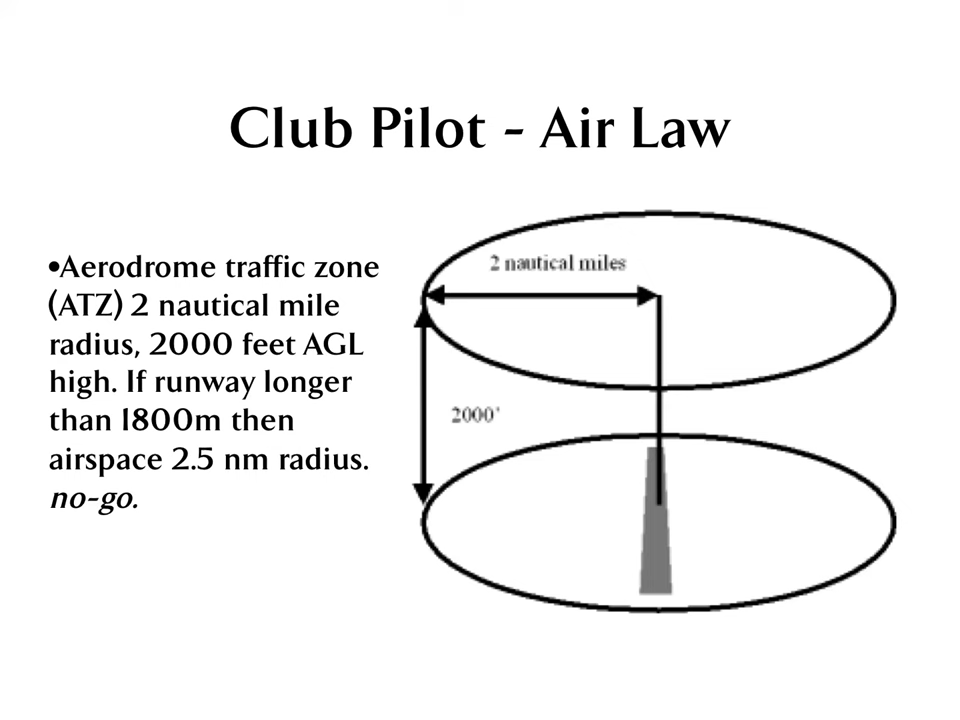 Club Pilot - Air Law
•Aerodrome traffic zone
(ATZ) 2 nautical mile
radius, 2000 feet AGL
high. If runway longer
than 1800m then
airspace 2.5 nm radius.
no-go.
2 nautical miles
2000'